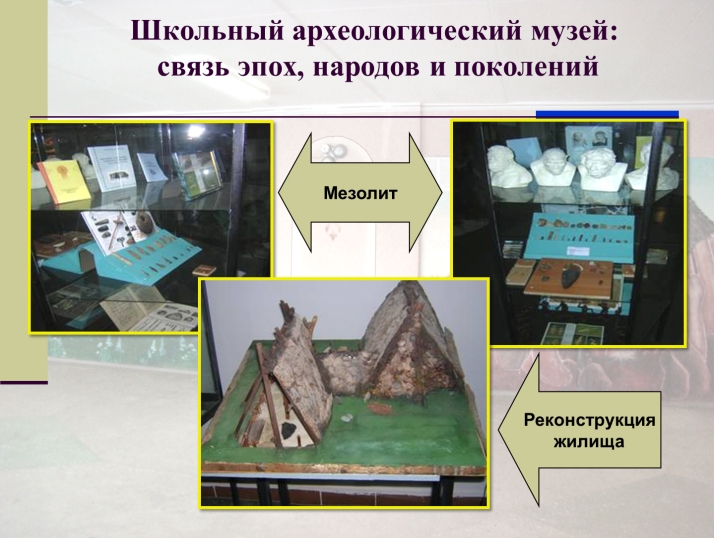 Школьный археологический музей:
связь эпох, народов и поколений
Мезолит
Реконструкция
жилища